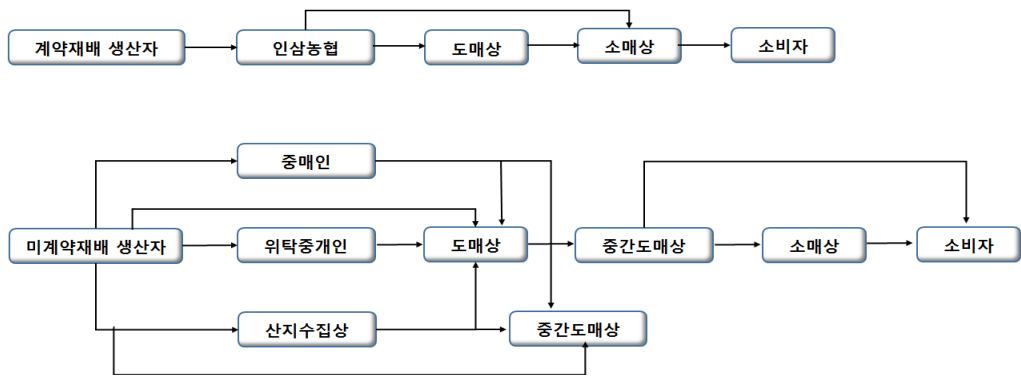 계약재배 생산자
인삼농협
도매상
소매상
소비자
중매인
미계약재배 생산자
위탁중개인
도매상
중간도매상
소매상
소비자
산지수집상
중간도매상